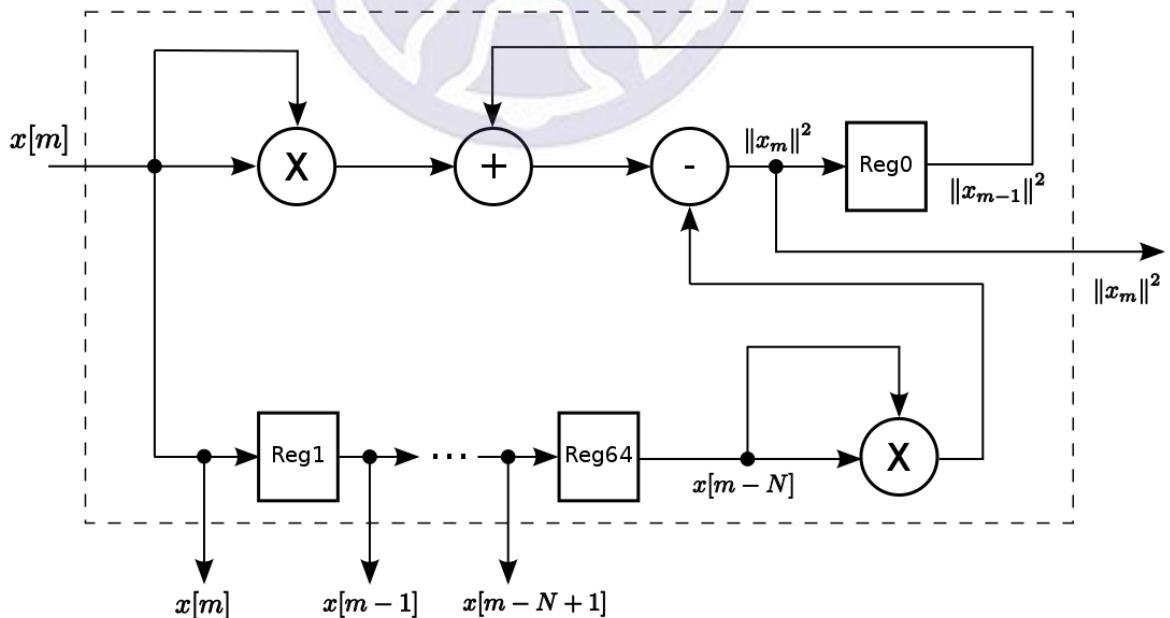 x[m]
X
+
-
‖x_m‖²
Reg0
‖x_{m−1}‖²
‖x_m‖²
Reg1
...
Reg64
x[m − N]
X
x[m]
x[m − 1]
x[m − N + 1]